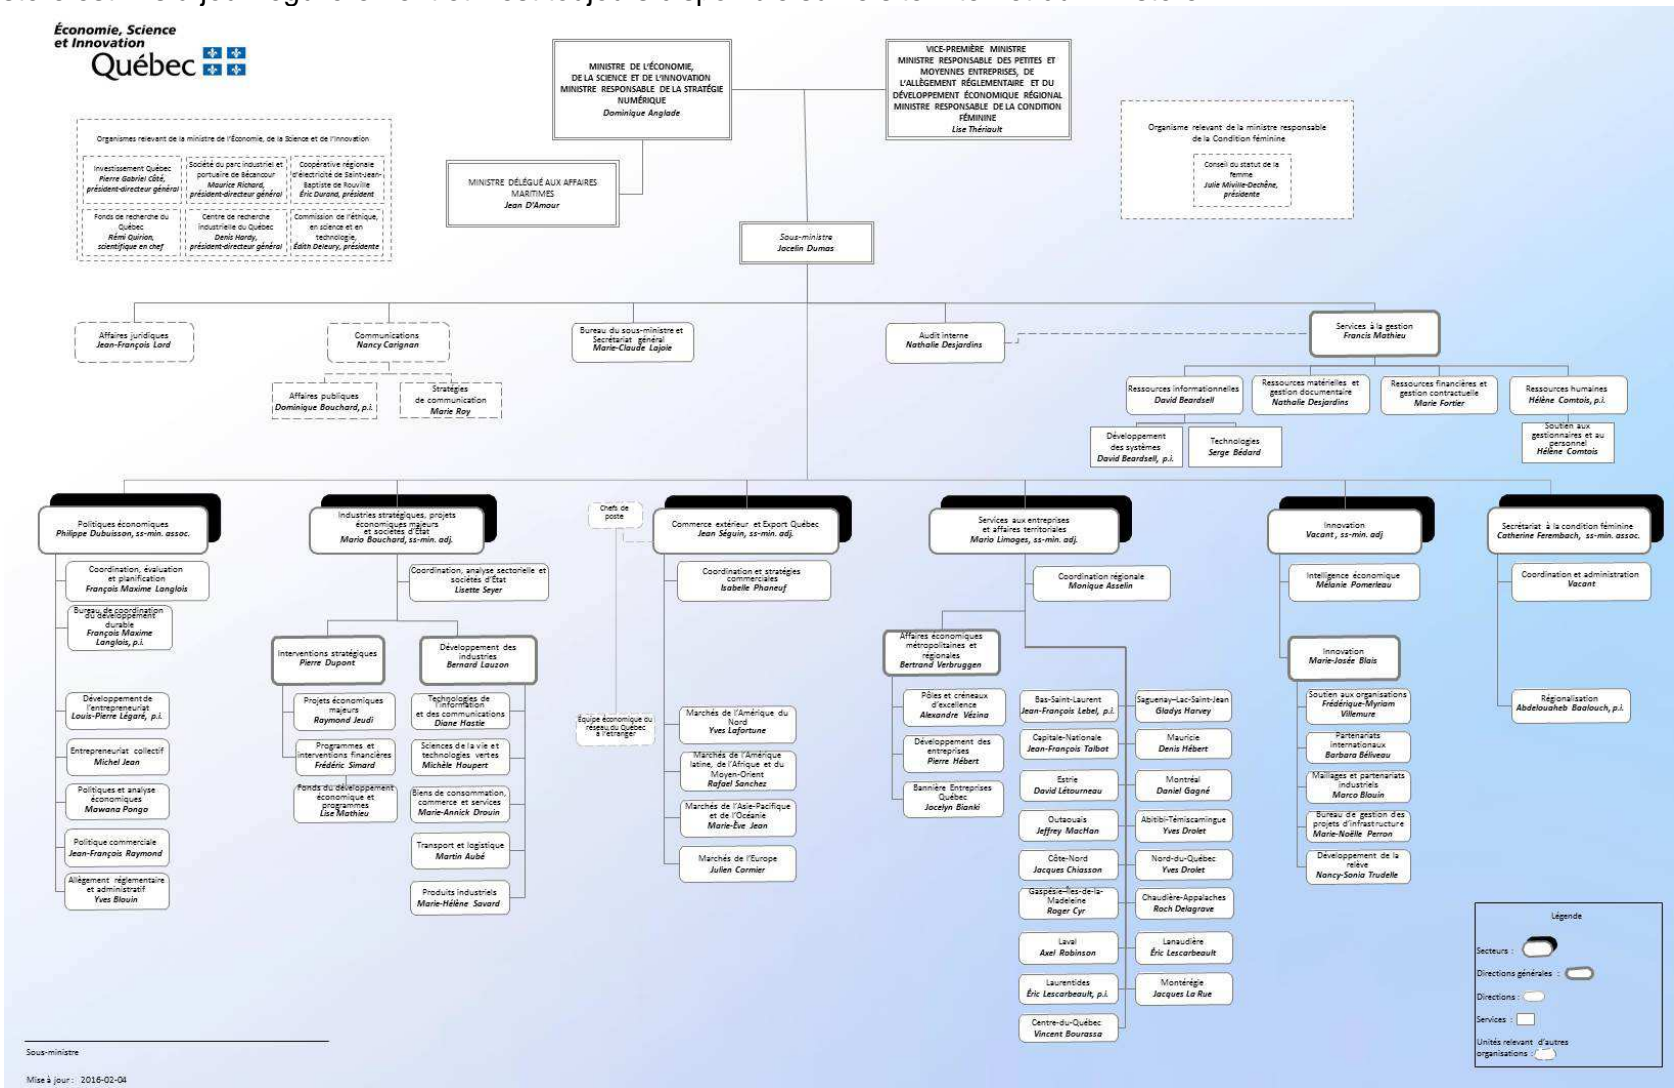 Économie, Science
et Innovation
Québec
MINISTRE DE L'ÉCONOMIE,
DE LA SCIENCE ET DE L'INNOVATION
MINISTRE RESPONSABLE DE LA STRATÉGIE
NUMÉRIQUE
Dominique Anglade
VICE-PREMIÈRE MINISTRE
MINISTRE RESPONSABLE DES PETITES ET
MOYENNES ENTREPRISES, DE
L'ALLÈGEMENT RÉGLEMENTAIRE ET DU
DÉVELOPPEMENT ÉCONOMIQUE RÉGIONAL
MINISTRE RESPONSABLE DE LA CONDITION
FÉMININE
Lise Thériault
MINISTRE DÉLÉGUÉ AUX AFFAIRES
MARITIMES
Jean D'Amour
Organismes relevant de la ministre de l'Économie, de la Science et de l'Innovation
Investissement Québec
Pierre Gabriel Côté,
président-directeur général
Société du parc industriel et
portuaire de Bécancour
Maurice Richard,
président-directeur général
Coopérative régionale
d'électricité de Saint-Jean-
Baptiste de Rouville
Éric Durand, président
Fonds de recherche du
Québec
Rémi Quirion,
scientifique en chef
Centre de recherche
industrielle du Québec
Denis Hardy,
président-directeur général
Commission de l'éthique,
en science et en
technologie,
Édith Deleury, présidente
Organisme relevant de la ministre responsable
de la Condition féminine
Conseil du statut de la
femme
Julie Miville-Dechêne,
présidente
Sous-ministre
Jocelin Dumas
Affaires juridiques
Jean-François Lord
Communications
Nancy Carignan
Bureau du sous-ministre et
Secrétariat général
Marie-Claude Lajoie
Audit interne
Nathalie Desjardins
Services à la gestion
Francis Mathieu
Affaires publiques
Dominique Bouchard, p.i.
Stratégies
de communication
Marie Roy
Ressources informationnelles
David Beardsell
Ressources matérielles et
gestion documentaire
Nathalie Desjardins
Ressources financières et
gestion contractuelle
Marie Fortier
Ressources humaines
Hélène Comtois, p.i.
Développement
des systèmes
David Beardsell, p.i.
Technologies
Serge Bédard
Soutien aux
gestionnaires et au
personnel
Hélène Comtois
Politiques économiques
Philippe Dubuisson, ss-min. assoc.
Industries stratégiques, projets
économiques majeurs
et sociétés d'État
Mario Bouchard, ss-min. adj.
Chefs de
poste
Commerce extérieur et Export Québec
Jean Séguin, ss-min. adj.
Services aux entreprises
et affaires territoriales
Mario Limoges, ss-min. adj.
Innovation
Vacant, ss-min. adj
Secrétariat à la condition féminine
Catherine Ferembach, ss-min. assoc.
Coordination, évaluation
et planification
François Maxime Langlois
Bureau de coordination
du développement
durable
François Maxime
Langlois, p.i.
Développement de
l'entrepreneuriat
Louis-Pierre Légaré, p.i.
Entrepreneuriat collectif
Michel Jean
Politiques et analyse
économiques
Mawana Pongo
Politique commerciale
Jean-François Raymond
Allègement réglementaire
et administratif
Yves Blouin
Coordination, analyse sectorielle et
sociétés d'État
Lisette Seyer
Interventions stratégiques
Pierre Dupont
Développement des
industries
Bernard Lauzon
Projets économiques
majeurs
Raymond Jeudi
Programmes et
interventions financières
Frédéric Simard
Fonds du développement
économique et
programmes
Lise Mathieu
Technologies de
l'information
et des communications
Diane Hastie
Sciences de la vie et
technologies vertes
Michèle Houpert
Biens de consommation,
commerce et services
Marie-Annick Drouin
Transport et logistique
Martin Aubé
Produits industriels
Marie-Hélène Savard
Équipe économique du
réseau du Québec
à l'étranger
Coordination et stratégies
commerciales
Isabelle Phaneuf
Marchés de l'Amérique du
Nord
Yves Lafortune
Marchés de l'Amérique
latine, de l'Afrique et du
Moyen-Orient
Rafael Sanchez
Marchés de l'Asie-Pacifique
et de l'Océanie
Marie-Ève Jean
Marchés de l'Europe
Julien Cormier
Coordination régionale
Monique Asselin
Affaires économiques
métropolitaines et
régionales
Bertrand Verbruggen
Pôles et créneaux
d'excellence
Alexandre Vézina
Développement des
entreprises
Pierre Hébert
Bannière Entreprises
Québec
Jocelyn Bianki
Bas-Saint-Laurent
Jean-François Lebel, p.i.
Capitale-Nationale
Jean-François Talbot
Estrie
David Létourneau
Outaouais
Jeffrey MacHan
Côte-Nord
Jacques Chiasson
Gaspésie-Îles-de-la-
Madeleine
Roger Cyr
Laval
Axel Robinson
Laurentides
Éric Lescarbeault, p.i.
Centre-du-Québec
Vincent Bourassa
Saguenay-Lac-Saint-Jean
Gladys Harvey
Mauricie
Denis Hébert
Montréal
Daniel Gagné
Abitibi-Témiscamingue
Yves Drolet
Nord-du-Québec
Yves Drolet
Chaudière-Appalaches
Roch Delagrave
Lanaudière
Éric Lescarbeault
Montérégie
Jacques La Rue
Intelligence économique
Mélanie Pomerleau
Innovation
Marie-Josée Blais
Soutien aux organisations
Frédérique-Myriam
Villemure
Partenariats
internationaux
Barbara Béliveau
Maillages et partenariats
industriels
Marco Blouin
Bureau de gestion des
projets d'infrastructure
Marie-Noëlle Perron
Développement de la
relève
Nancy-Sonia Trudelle
Coordination et administration
Vacant
Régionalisation
Abdelouaheb Baalouch, p.i.
Légende
Secteurs :
Directions générales :
Directions :
Services :
Unités relevant d'autres
organisations :
Sous-ministre
Mise à jour : 2016-02-04